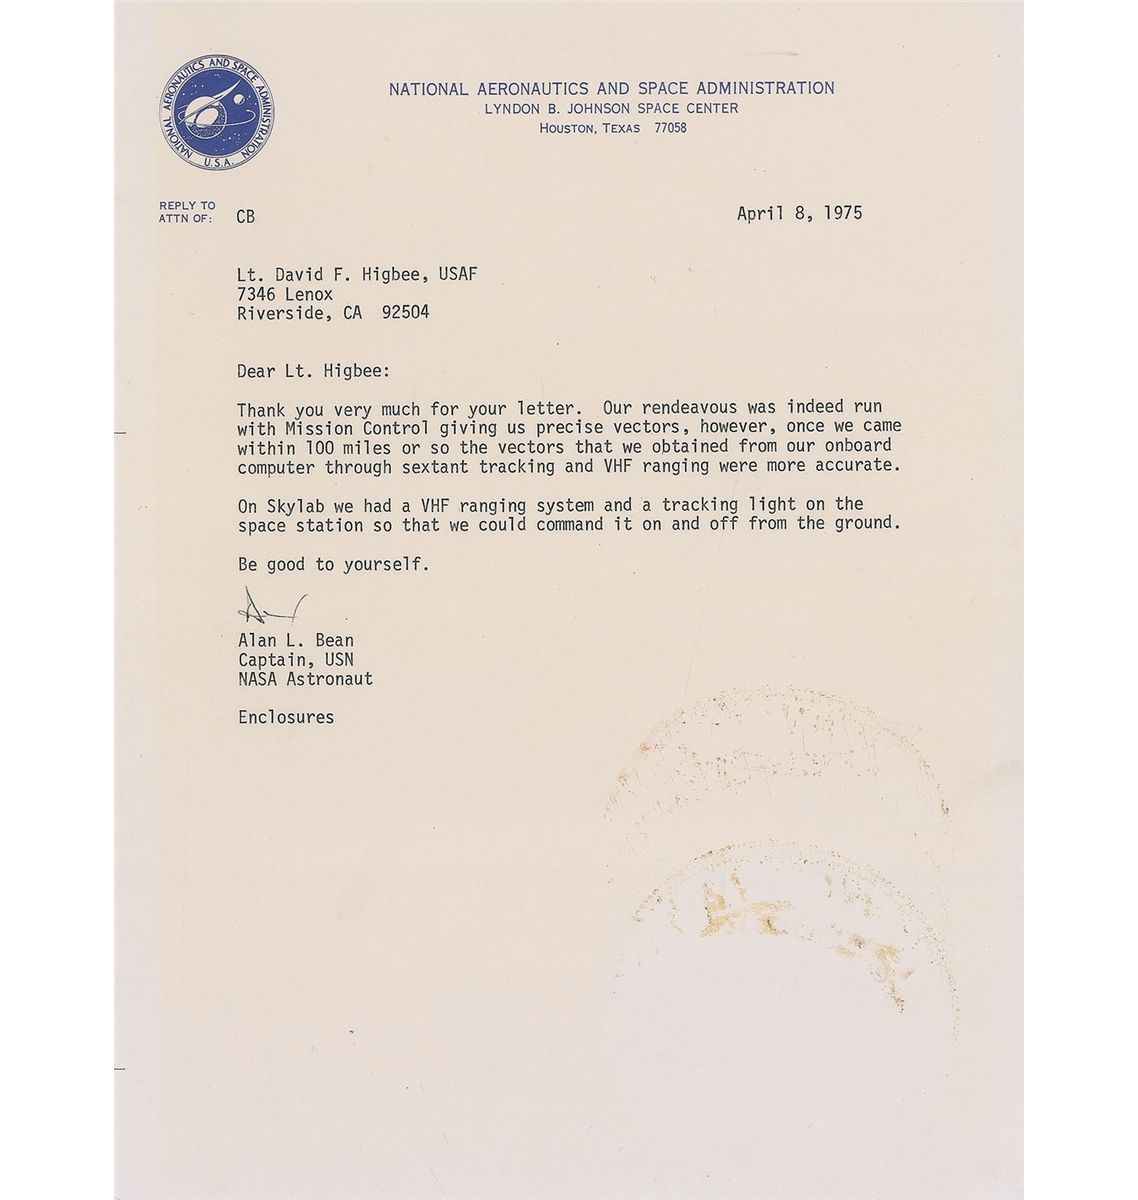 NATIONAL AERONAUTICS AND SPACE ADMINISTRATION
U.S.A.
NATIONAL AERONAUTICS AND SPACE ADMINISTRATION
LYNDON B. JOHNSON SPACE CENTER
HOUSTON, TEXAS 77058
REPLY TO
ATTN OF: CB
April 8, 1975
Lt. David F. Higbee, USAF
7346 Lenox
Riverside, CA 92504
Dear Lt. Higbee:
Thank you very much for your letter. Our rendeavous was indeed run
with Mission Control giving us precise vectors, however, once we came
within 100 miles or so the vectors that we obtained from our onboard
computer through sextant tracking and VHF ranging were more accurate.
On Skylab we had a VHF ranging system and a tracking light on the
space station so that we could command it on and off from the ground.
Be good to yourself.
Alan L. Bean
Captain, USN
NASA Astronaut
Enclosures